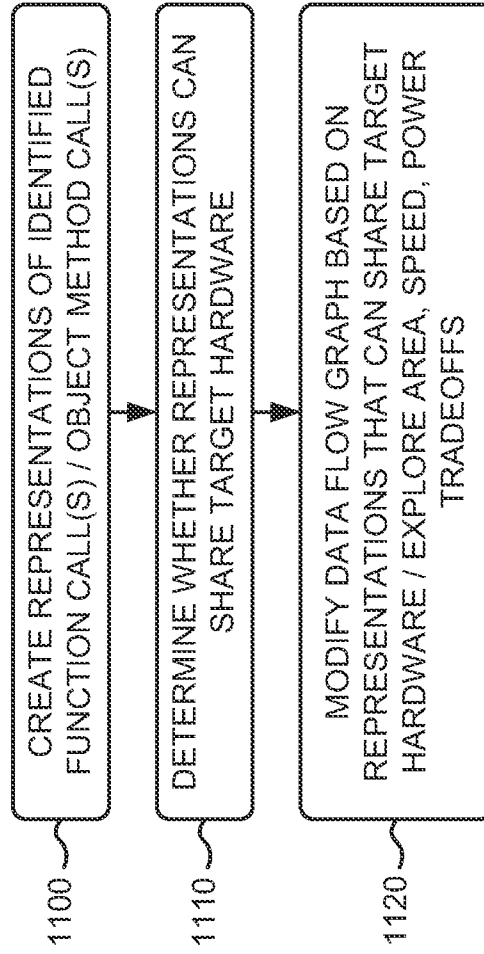 1100
CREATE REPRESENTATIONS OF IDENTIFIED
FUNCTION CALL(S) / OBJECT METHOD CALL(S)
1110
DETERMINE WHETHER REPRESENTATIONS CAN
SHARE TARGET HARDWARE
1120
MODIFY DATA FLOW GRAPH BASED ON
REPRESENTATIONS THAT CAN SHARE TARGET
HARDWARE / EXPLORE AREA, SPEED, POWER
TRADEOFFS